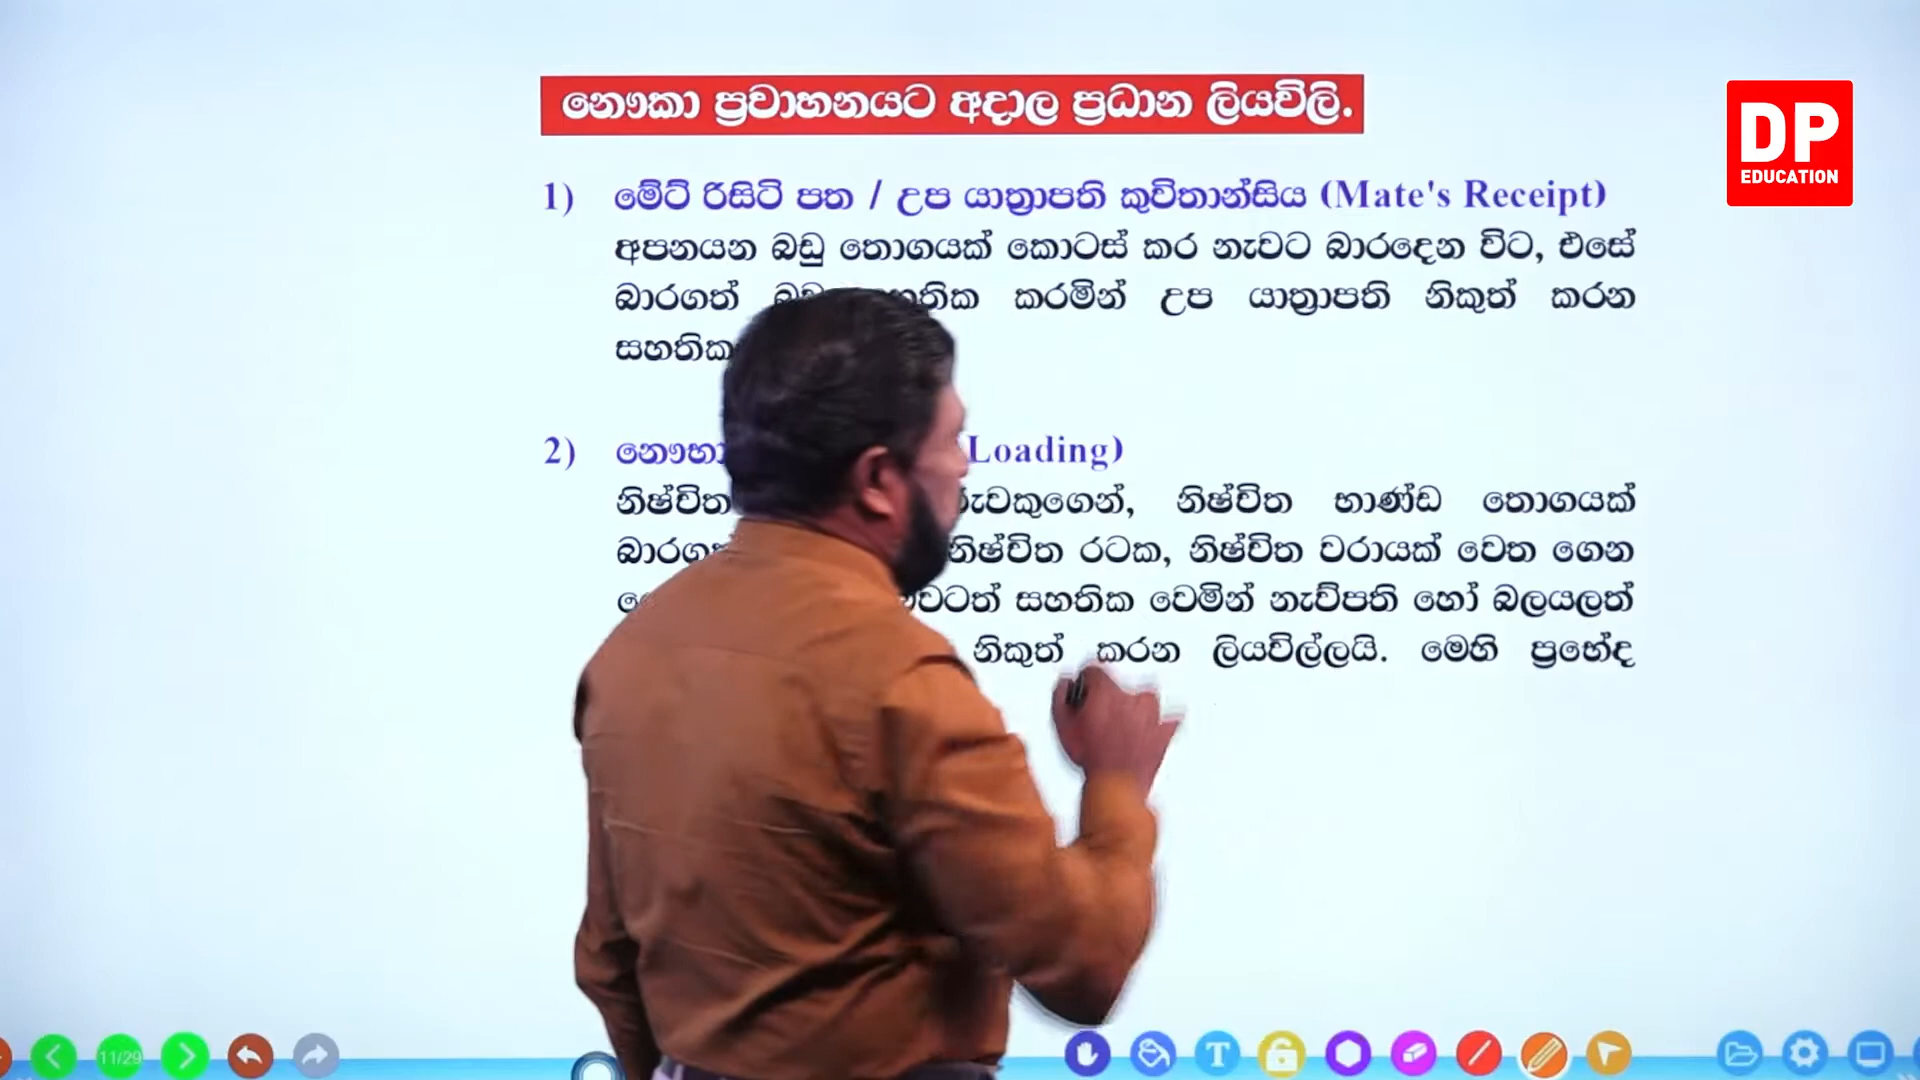 නෞකා ප්‍රවාහනයට අදාල ප්‍රධාන ලියවිලි.
DP
EDUCATION
1) මේට් රිසිට් පත / උප යාත්‍රාපති කුවිතාන්සිය (Mate's Receipt)
අපනයන බඩු තොගයක් කොටස් කර නැවට බාරදෙන විට, එසේ
බාරගත් කරමින් උප යාත්‍රාපති නිකුත් කරන
2) Loading)
නිෂ්චිත නිෂ්චිත භාණ්ඩ තොගයක්
නිෂ්චිත රටක, නිෂ්චිත වරායක් වෙත ගෙන
සහතික වෙමින් නැව්පති හෝ බලයලත්
නිකුත් කරන ලියවිල්ලයි. මෙහි ප්‍රභේද
11/29